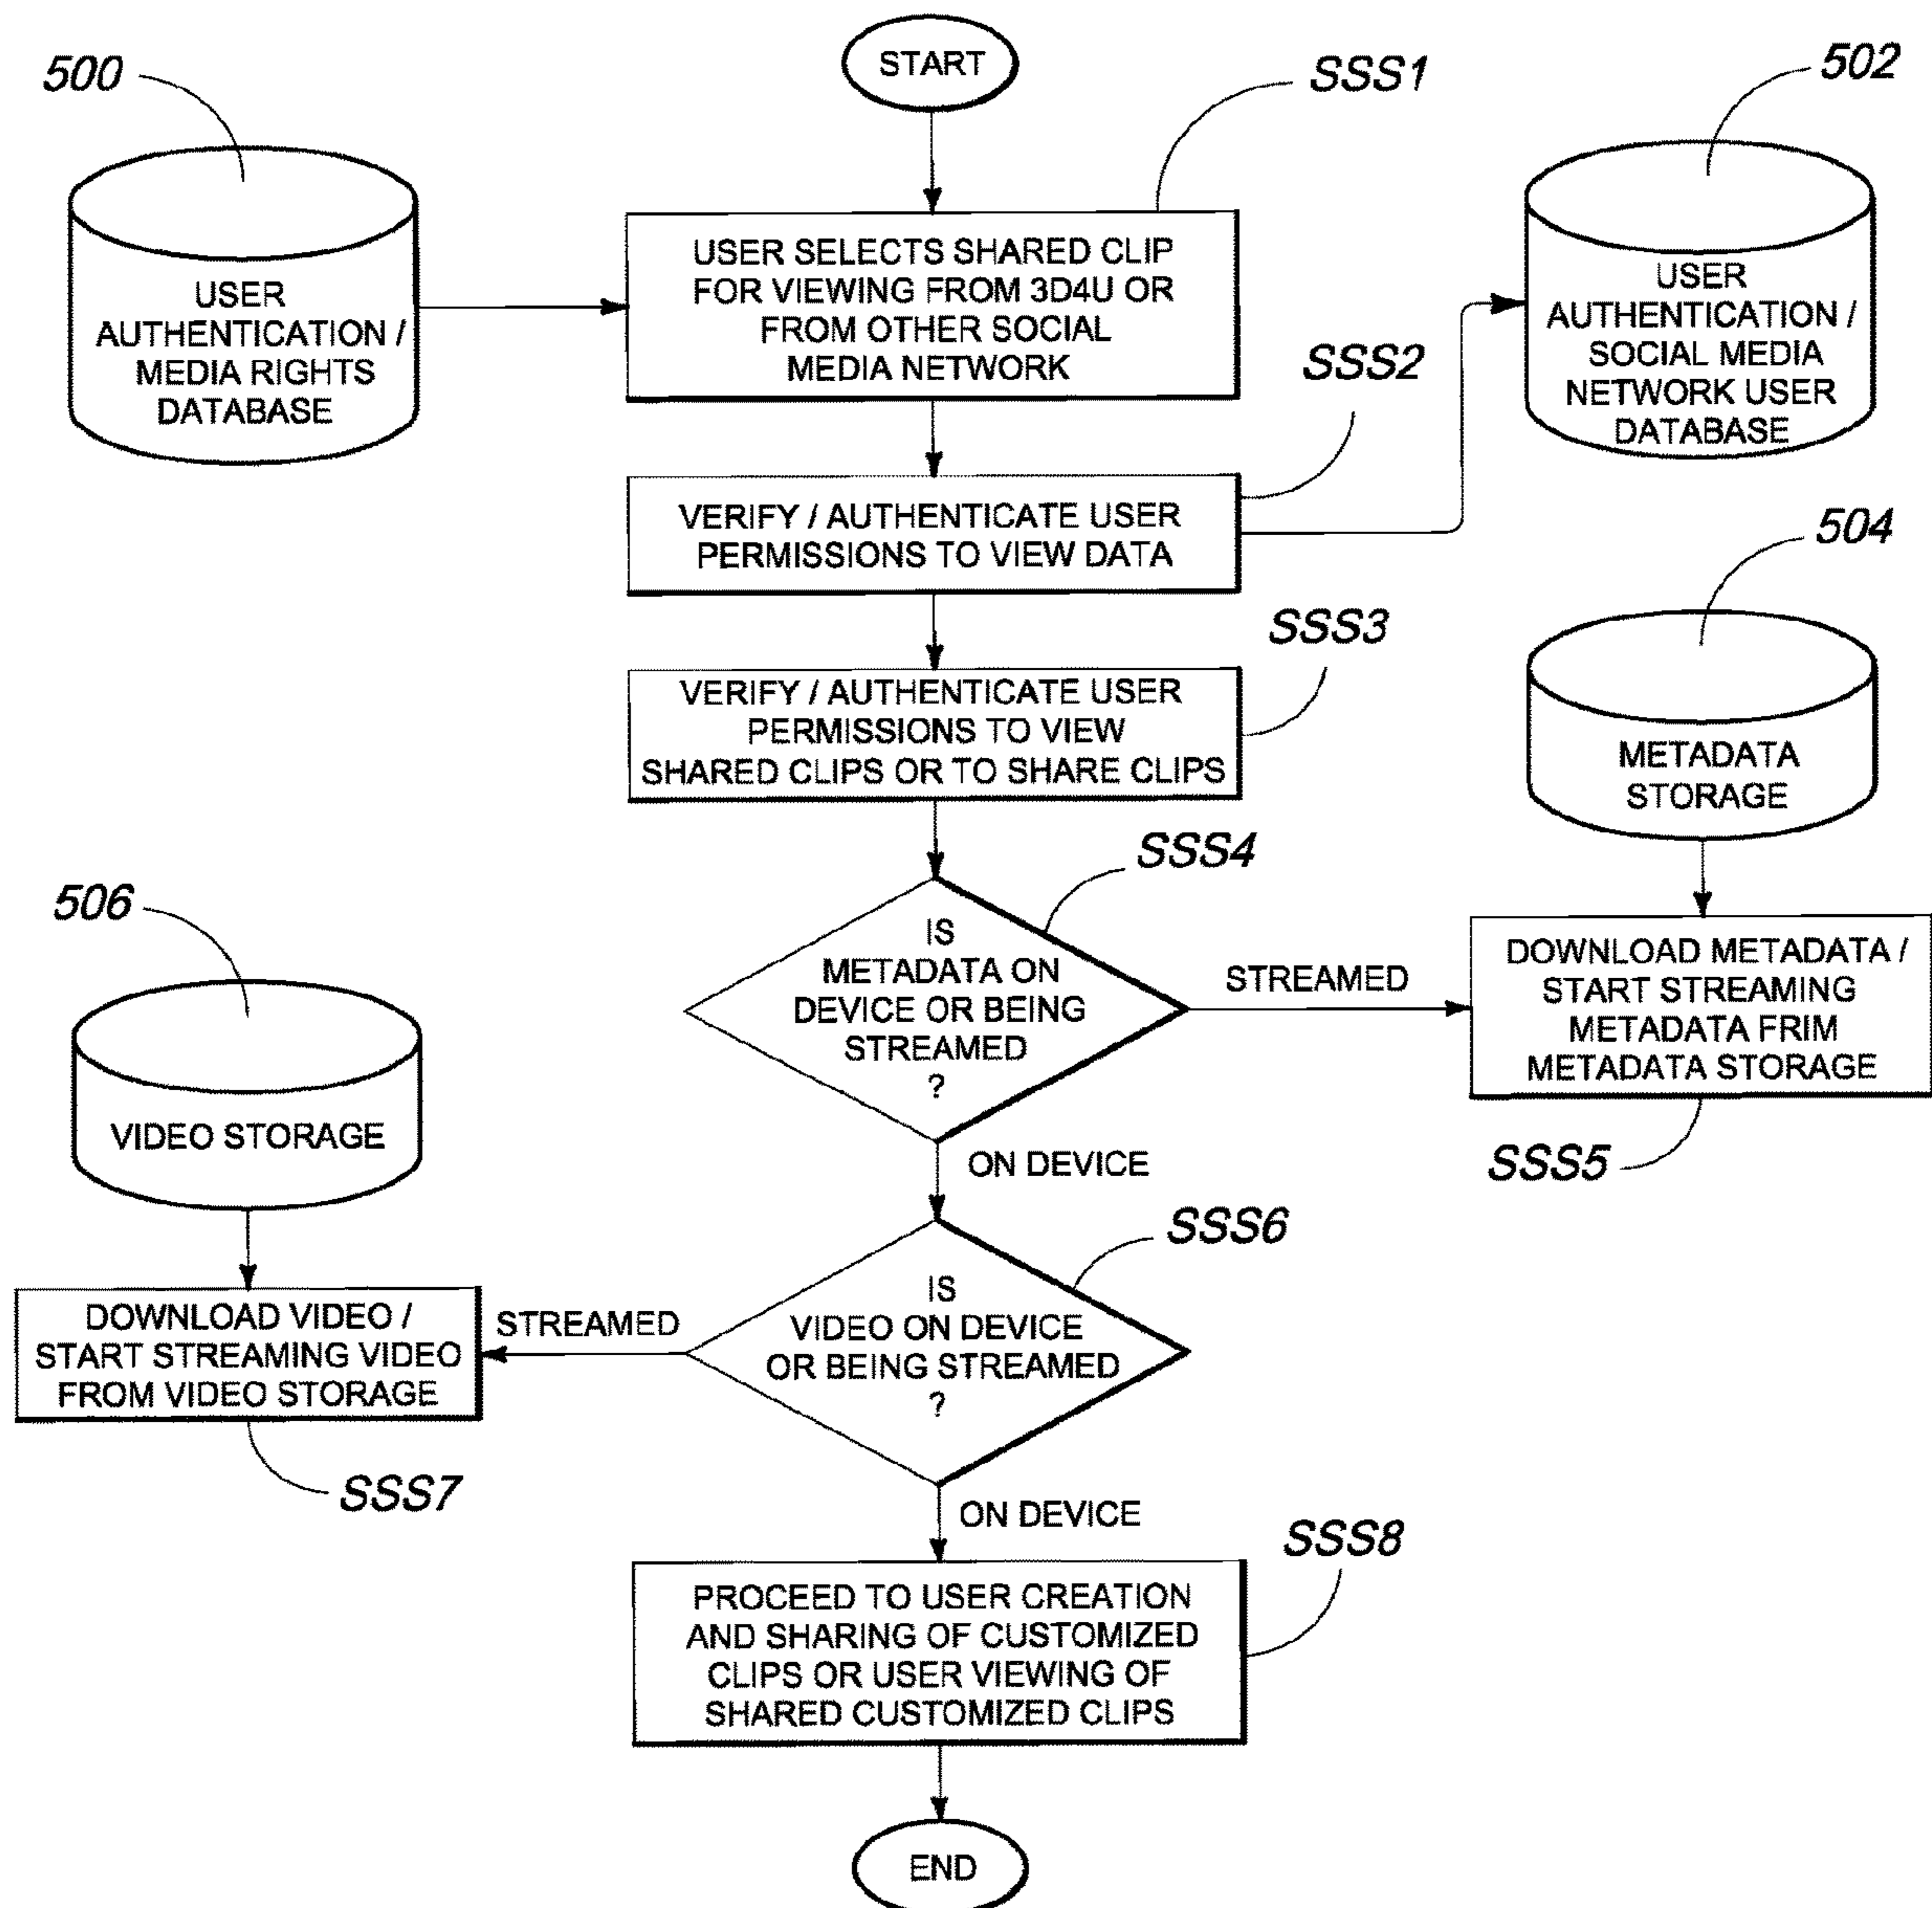 START
500
SSS1
502
USER
AUTHENTICATION /
MEDIA RIGHTS
DATABASE
USER SELECTS SHARED CLIP
FOR VIEWING FROM 3D4U OR
FROM OTHER SOCIAL
MEDIA NETWORK
USER
AUTHENTICATION /
SOCIAL MEDIA
NETWORK USER
DATABASE
SSS2
VERIFY / AUTHENTICATE USER
PERMISSIONS TO VIEW DATA
504
SSS3
VERIFY / AUTHENTICATE USER
PERMISSIONS TO VIEW
SHARED CLIPS OR TO SHARE CLIPS
METADATA
STORAGE
SSS4
506
IS
METADATA ON
DEVICE OR BEING
STREAMED
?
STREAMED
DOWNLOAD METADATA /
START STREAMING
METADATA FRIM
METADATA STORAGE
VIDEO STORAGE
ON DEVICE
SSS5
SSS6
IS
VIDEO ON DEVICE
OR BEING STREAMED
?
STREAMED
DOWNLOAD VIDEO /
START STREAMING VIDEO
FROM VIDEO STORAGE
SSS7
ON DEVICE
SSS8
PROCEED TO USER CREATION
AND SHARING OF CUSTOMIZED
CLIPS OR USER VIEWING OF
SHARED CUSTOMIZED CLIPS
END